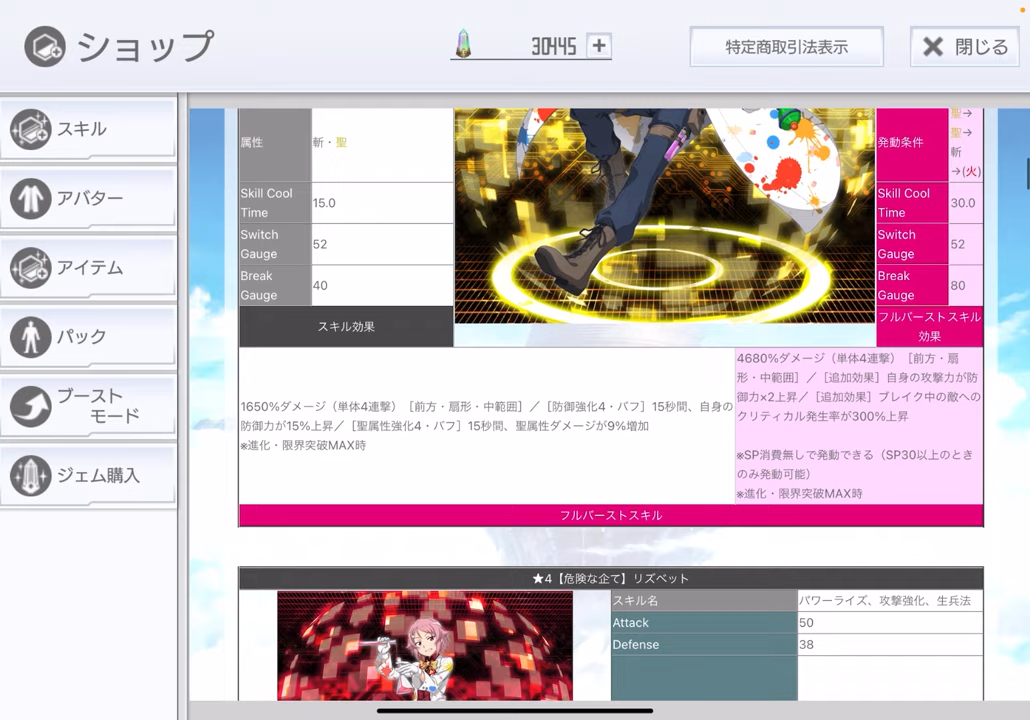 ショップ
30445
特定商取引法表示
閉じる
スキル
アバター
アイテム
パック
ブースト
モード
ジェム購入
属性
斬・聖
Skill Cool
Time
15.0
Switch
Gauge
52
Break
Gauge
40
スキル効果
発動条件
聖→
聖→
斬
→(火)
Skill Cool
Time
30.0
Switch
Gauge
52
Break
Gauge
80
フルバーストスキル
効果
1650%ダメージ（単体4連撃）［前方・扇形・中範囲］／［防御強化4・バフ］15秒間、自身の
防御力が15%上昇／［聖属性強化4・バフ］15秒間、聖属性ダメージが9%増加
※進化・限界突破MAX時
4680%ダメージ（単体4連撃）［前方・扇
形・中範囲］／［追加効果］自身の攻撃力が防
御力×2上昇／［追加効果］ブレイク中の敵への
クリティカル発生率が300%上昇
※SP消費無しで発動できる（SP30以上のとき
のみ発動可能）
※進化・限界突破MAX時
フルバーストスキル
★4【危険な企て】リズベット
スキル名
パワーライズ、攻撃強化、生兵法
Attack
50
Defense
38